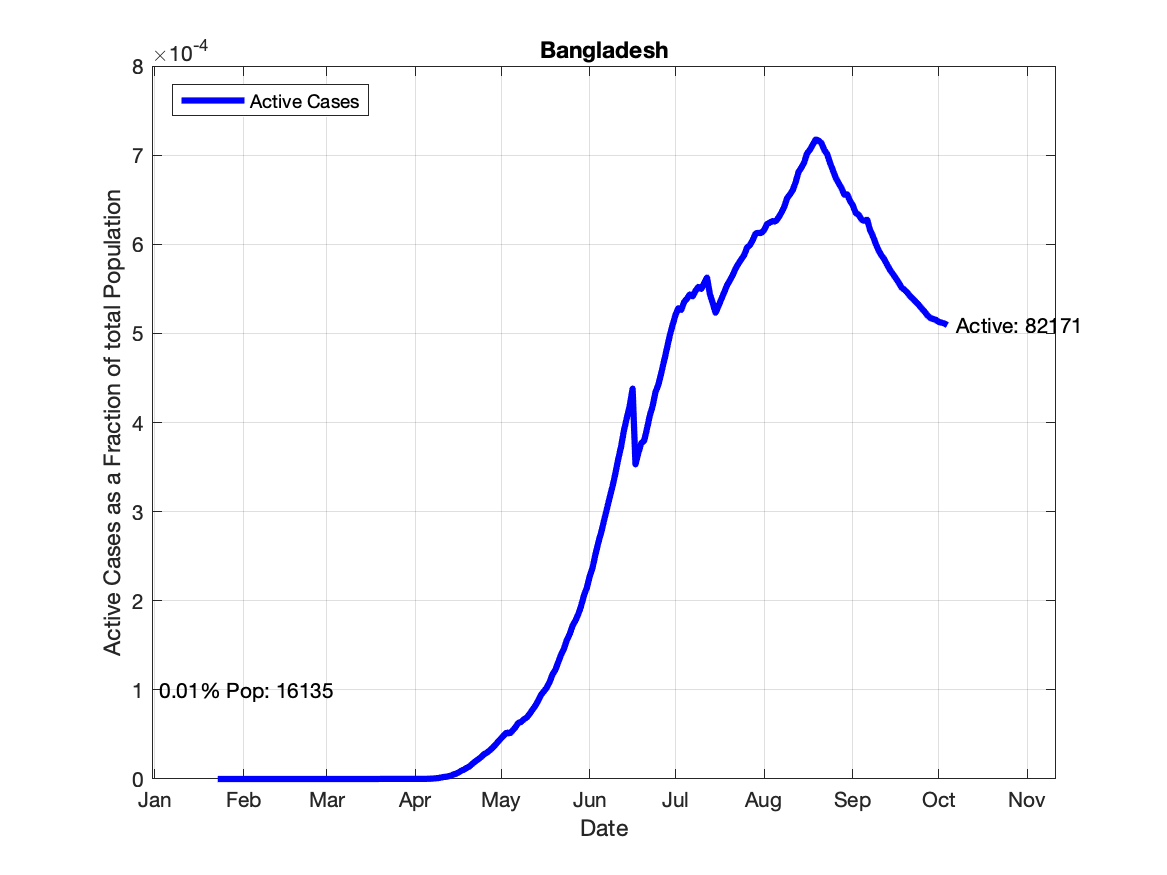 Bangladesh
×10-4
Active Cases
8
7
6
5
4
3
2
1
0
Active Cases as a Fraction of total Population
Active: 82171
0.01% Pop: 16135
Jan Feb Mar Apr May Jun Jul Aug Sep Oct Nov
Date